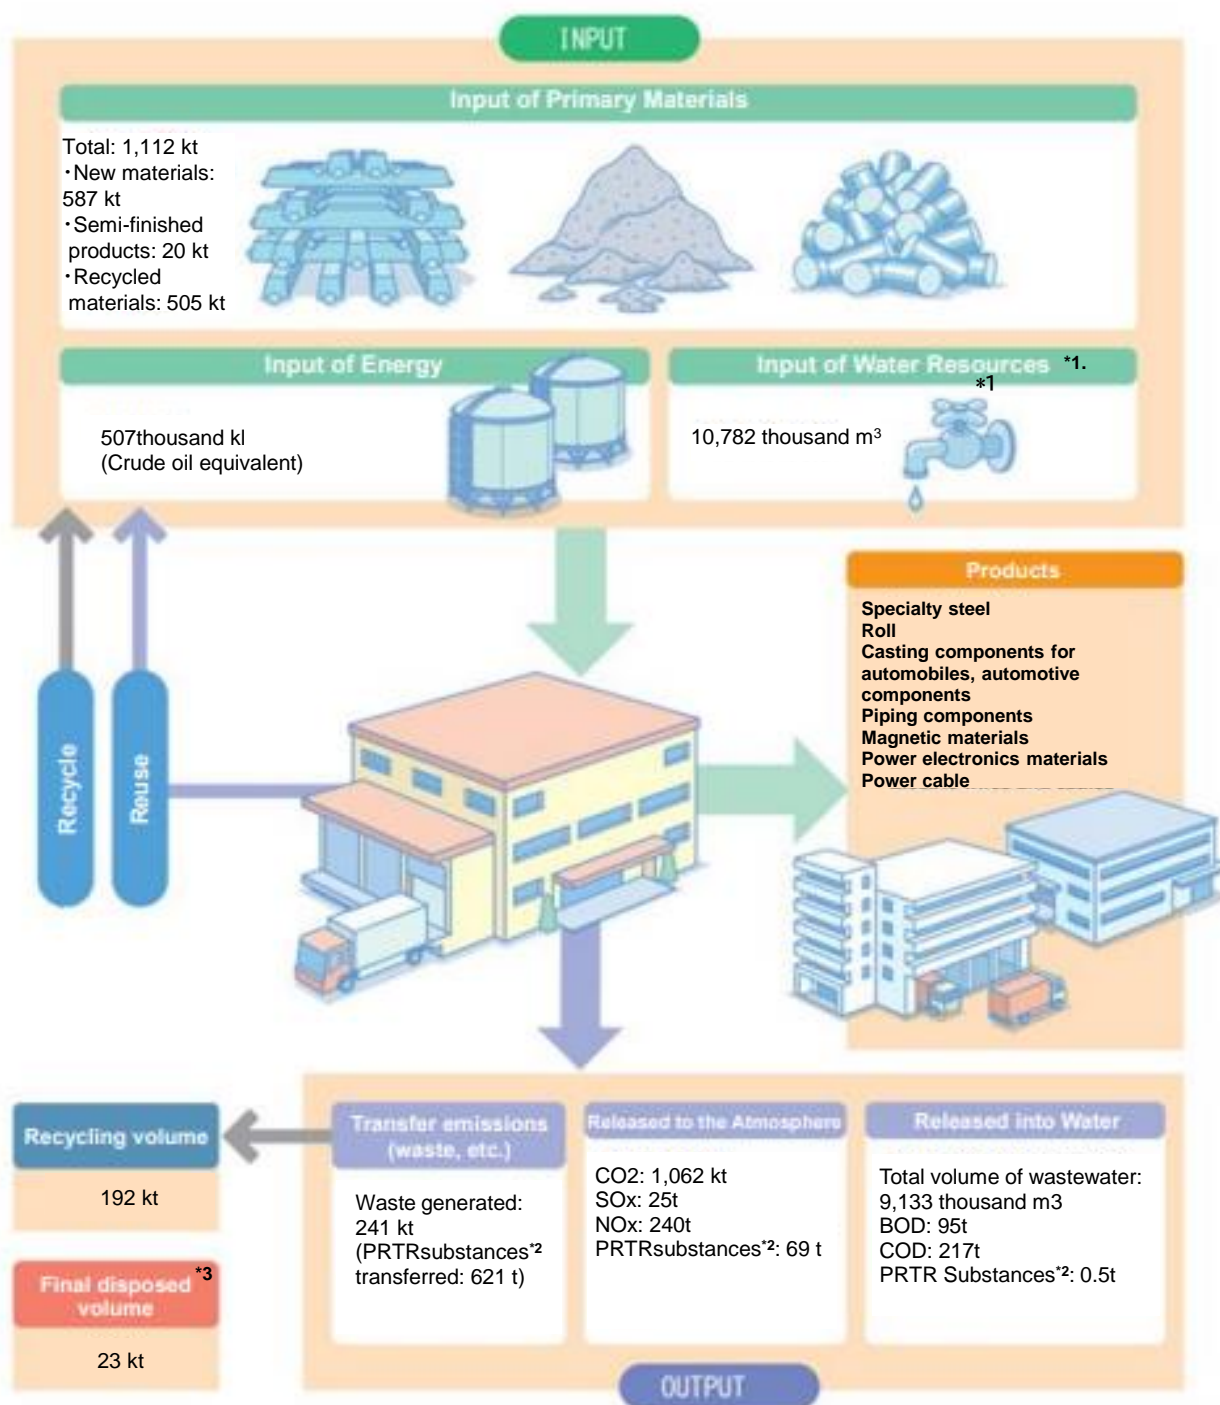 INPUT
Input of Primary Materials
Total: 1,112 kt
・New materials:
587 kt
・Semi-finished
products: 20 kt
・Recycled
materials: 505 kt
Input of Energy
507thousand kl
(Crude oil equivalent)
Input of Water Resources *1.
*1
10,782 thousand m³
Recycle
Reuse
Products
Specialty steel
Roll
Casting components for
automobiles, automotive
components
Piping components
Magnetic materials
Power electronics materials
Power cable
Recycling volume
192 kt
Final disposed *3
volume
23 kt
Transfer emissions
(waste, etc.)
Waste generated:
241 kt
(PRTRsubstances*2
transferred: 621 t)
Released to the Atmosphere
CO2: 1,062 kt
SOx: 25t
NOx: 240t
PRTRsubstances*2: 69 t
Released into Water
Total volume of wastewater:
9,133 thousand m3
BOD: 95t
COD: 217t
PRTR Substances*2: 0.5t
OUTPUT